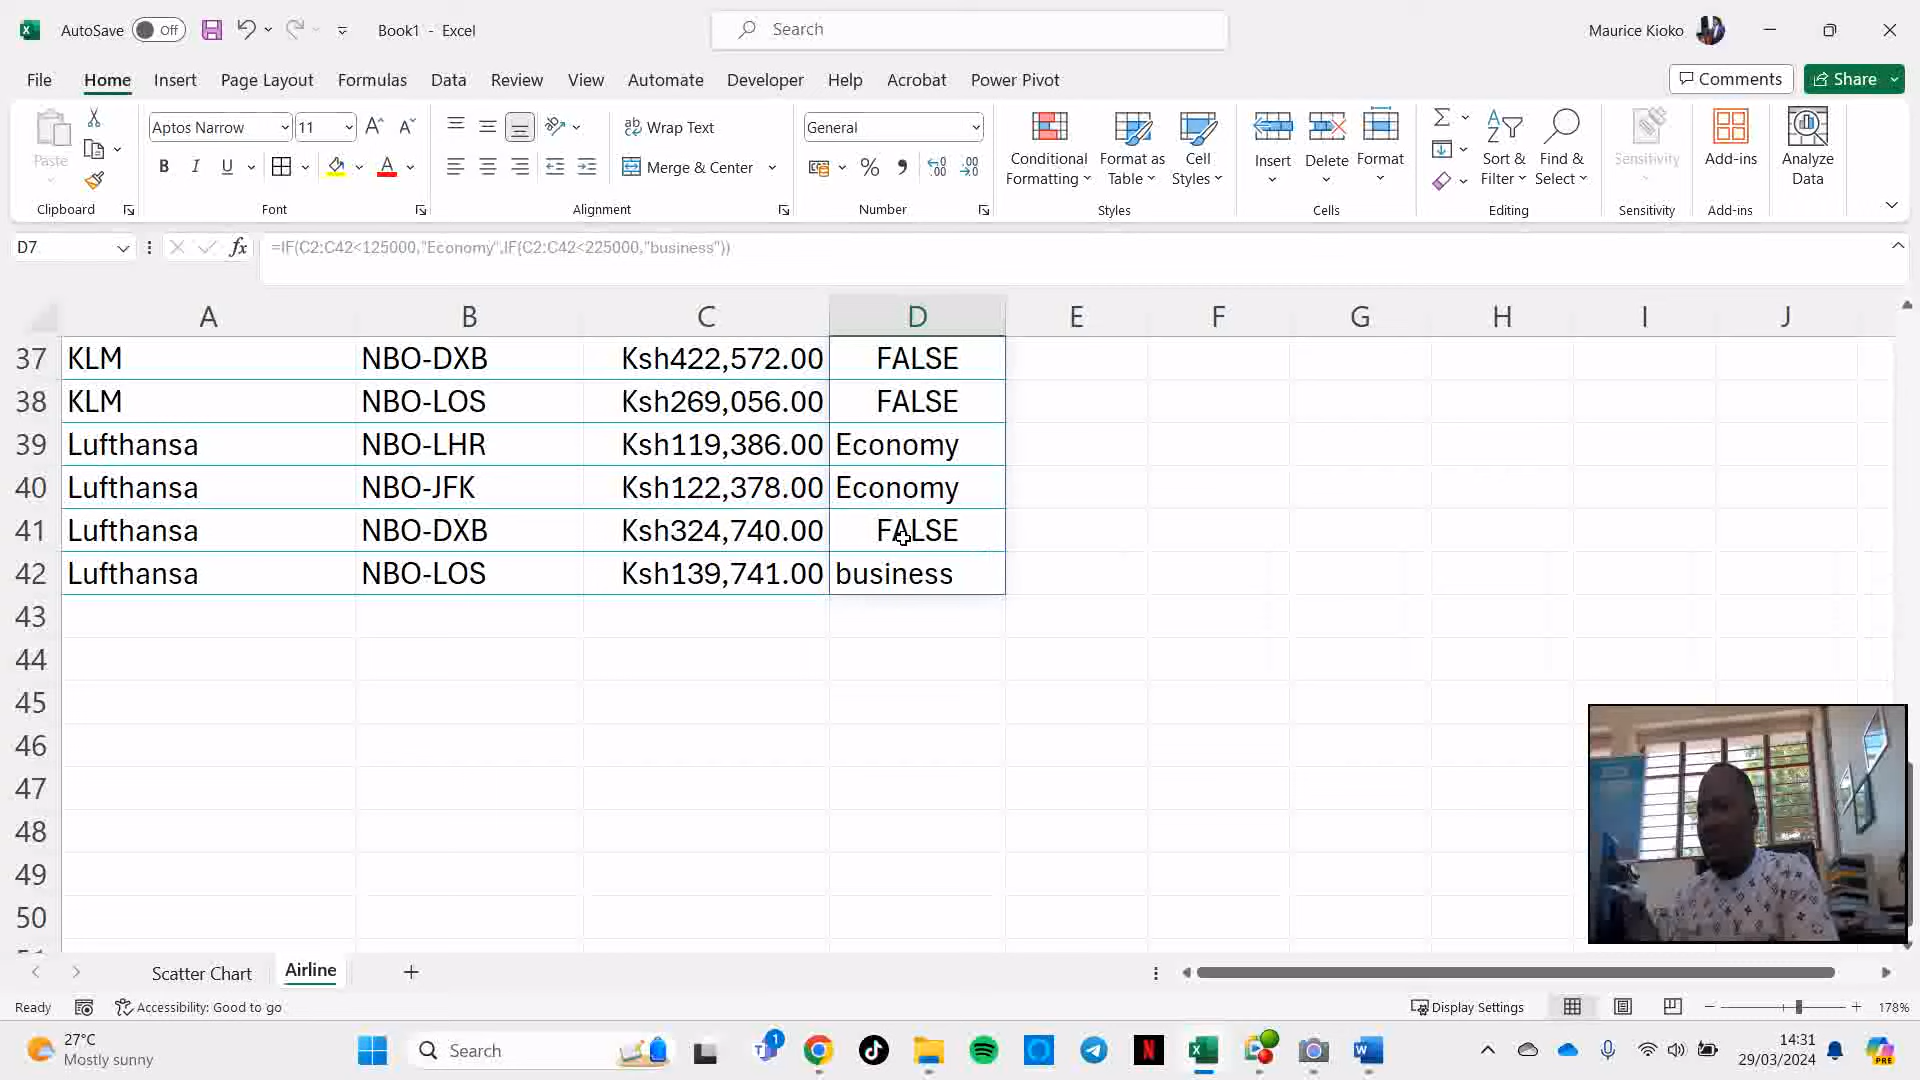 AutoSave Off Book1 - Excel Search Maurice Kioko
File Home Insert Page Layout Formulas Data Review View Automate Developer Help Acrobat Power Pivot Comments Share
Paste Aptos Narrow 11 Wrap Text General Conditional Formatting Format as Table Cell Styles Insert Delete Format Sort & Filter Find & Select Sensitivity Add-ins Analyze Data
B I U Merge & Center % , .00
Clipboard Font Alignment Number Styles Cells Editing Sensitivity Add-ins
D7 fx =IF(C2:C42<125000,"Economy",IF(C2:C42<225000,"business"))
A B C D E F G H I J
37 KLM NBO-DXB Ksh422,572.00 FALSE
38 KLM NBO-LOS Ksh269,056.00 FALSE
39 Lufthansa NBO-LHR Ksh119,386.00 Economy
40 Lufthansa NBO-JFK Ksh122,378.00 Economy
41 Lufthansa NBO-DXB Ksh324,740.00 FALSE
42 Lufthansa NBO-LOS Ksh139,741.00 business
43
44
45
46
47
48
49
50
Scatter Chart Airline
Ready Accessibility: Good to go Display Settings 178%
27°C
Mostly sunny
Search
1
14:31
29/03/2024
PRE